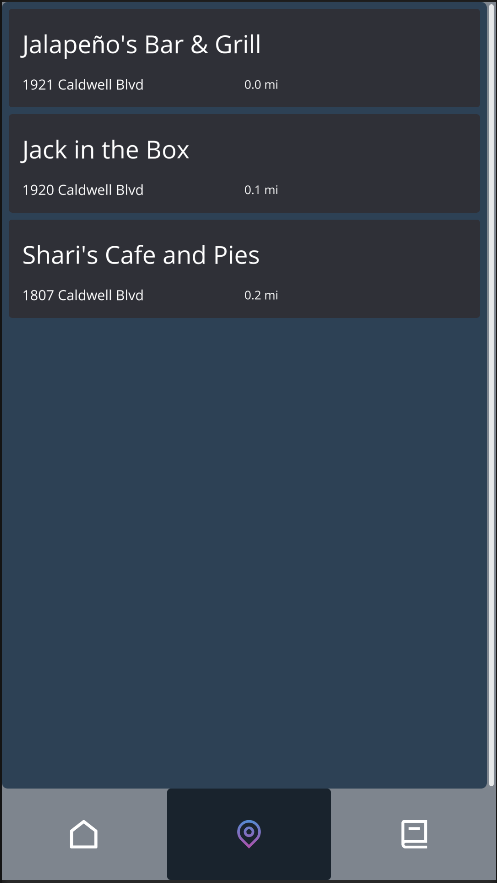 Jalapeño's Bar & Grill
1921 Caldwell Blvd 0.0 mi
Jack in the Box
1920 Caldwell Blvd 0.1 mi
Shari's Cafe and Pies
1807 Caldwell Blvd 0.2 mi